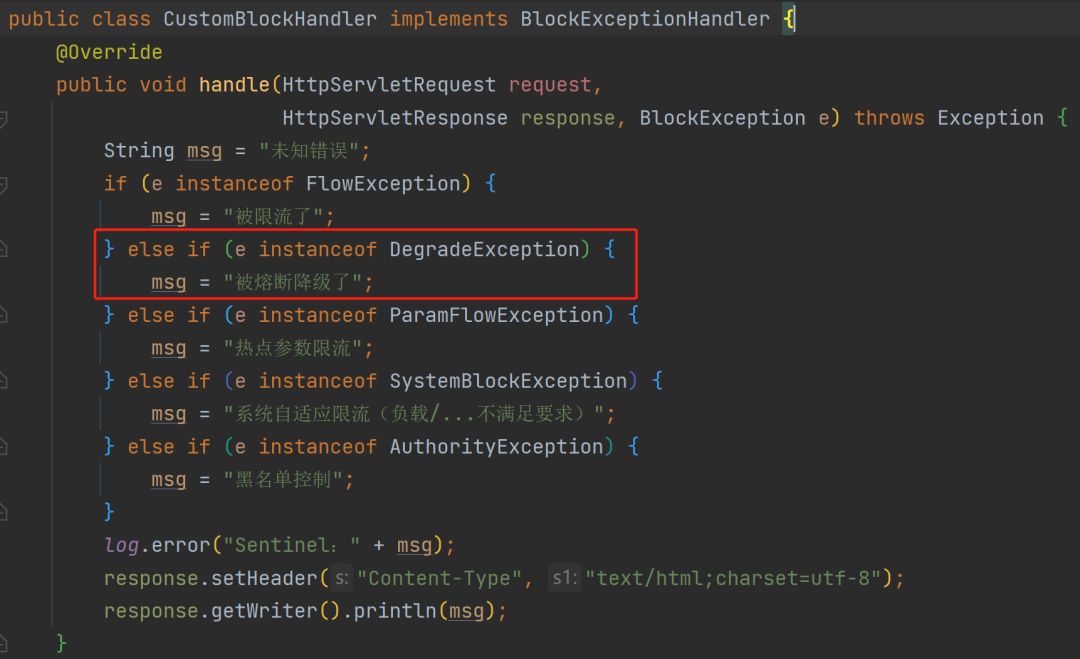 public class CustomBlockHandler implements BlockExceptionHandler {
    @Override
    public void handle(HttpServletRequest request,
                       HttpServletResponse response, BlockException e) throws Exception {
        String msg = "未知错误";
        if (e instanceof FlowException) {
            msg = "被限流了";
        } else if (e instanceof DegradeException) {
            msg = "被熔断降级了";
        } else if (e instanceof ParamFlowException) {
            msg = "热点参数限流";
        } else if (e instanceof SystemBlockException) {
            msg = "系统自适应限流（负载/...不满足要求）";
        } else if (e instanceof AuthorityException) {
            msg = "黑名单控制";
        }
        log.error("Sentinel：" + msg);
        response.setHeader( s: "Content-Type", s1: "text/html;charset=utf-8");
        response.getWriter().println(msg);
    }